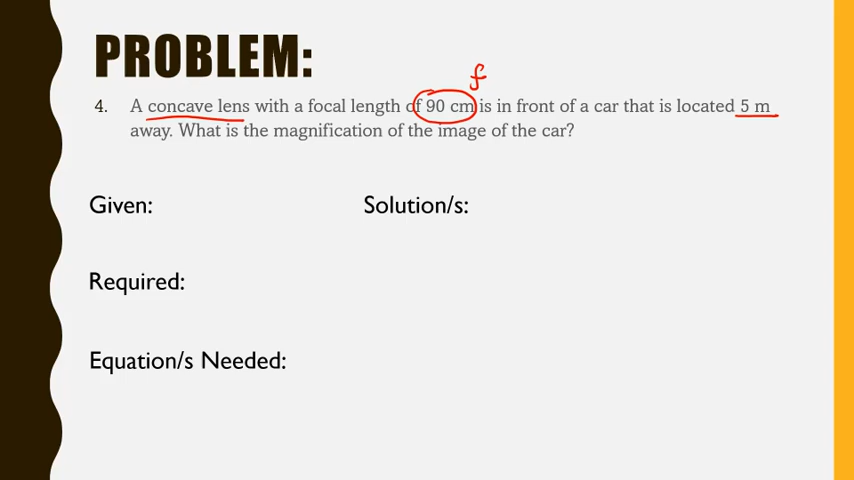 PROBLEM:
f
4. A concave lens with a focal length of 90 cm is in front of a car that is located 5 m
away. What is the magnification of the image of the car?
Given: Solution/s:
Required:
Equation/s Needed: